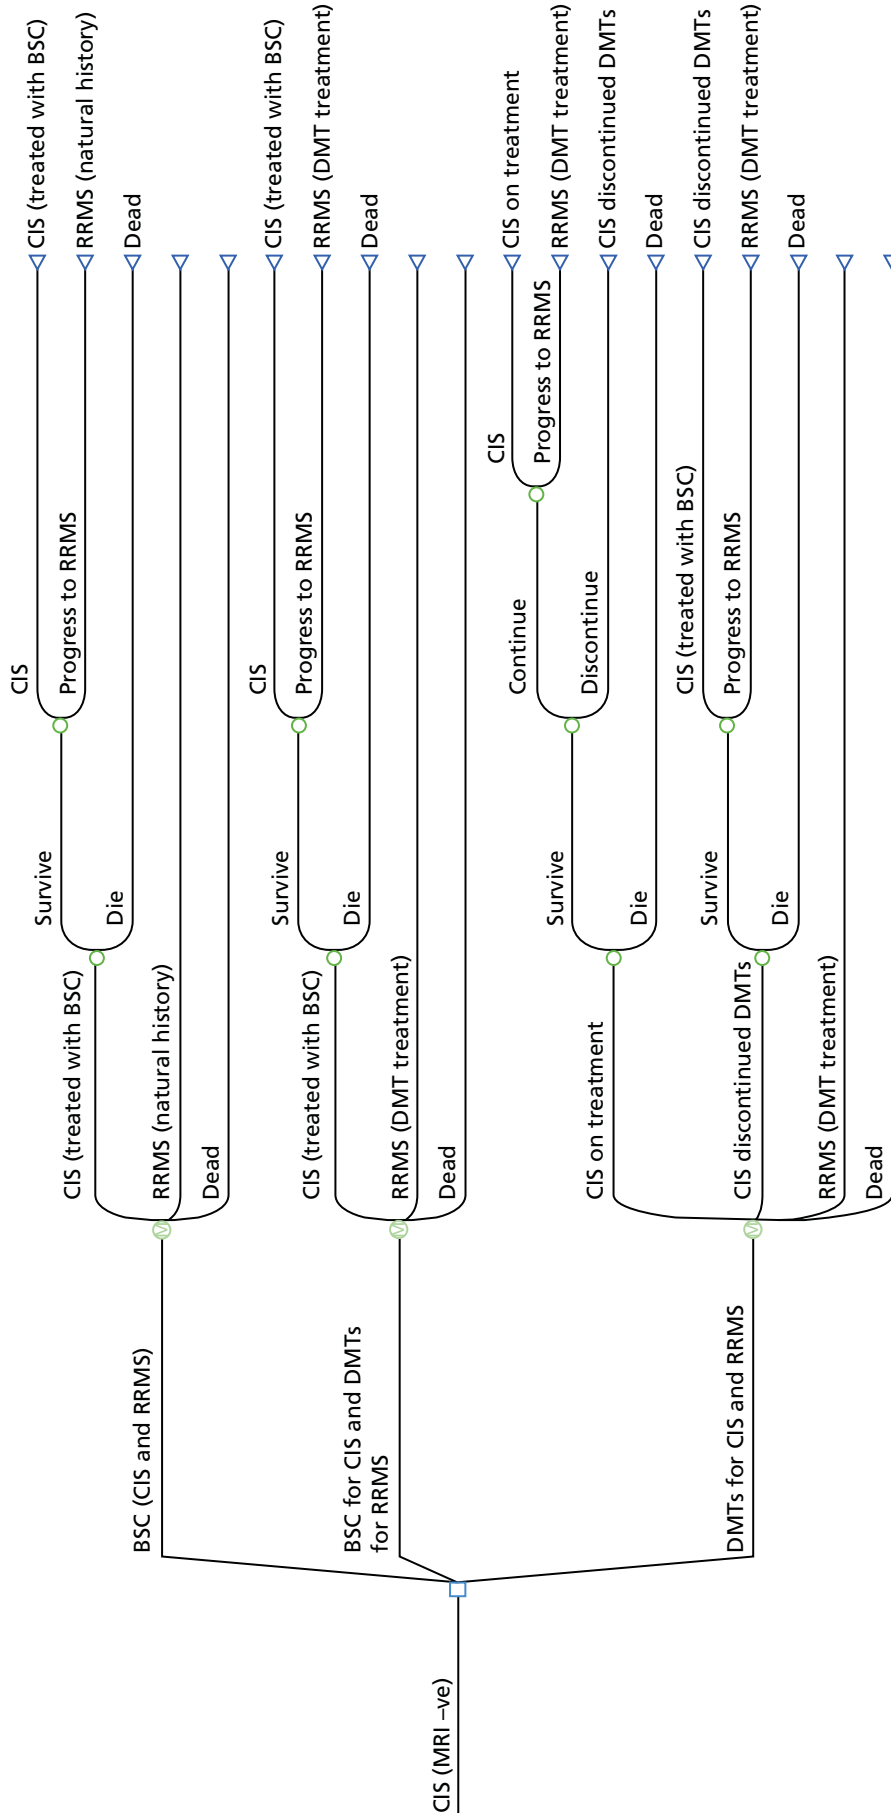 CIS (MRI –ve)
BSC (CIS and RRMS)
M
CIS (treated with BSC)
Survive
CIS
CIS (treated with BSC)
Progress to RRMS
RRMS (natural history)
Die
Dead
RRMS (natural history)
Dead
BSC for CIS and DMTs
for RRMS
M
CIS (treated with BSC)
Survive
CIS
CIS (treated with BSC)
Progress to RRMS
RRMS (DMT treatment)
Die
Dead
RRMS (DMT treatment)
Dead
DMTs for CIS and RRMS
M
CIS on treatment
Survive
Continue
CIS
CIS on treatment
Progress to RRMS
RRMS (DMT treatment)
Discontinue
CIS discontinued DMTs
Die
Dead
CIS discontinued DMTs
Survive
CIS (treated with BSC)
CIS discontinued DMTs
Progress to RRMS
RRMS (DMT treatment)
Die
Dead
RRMS (DMT treatment)
Dead